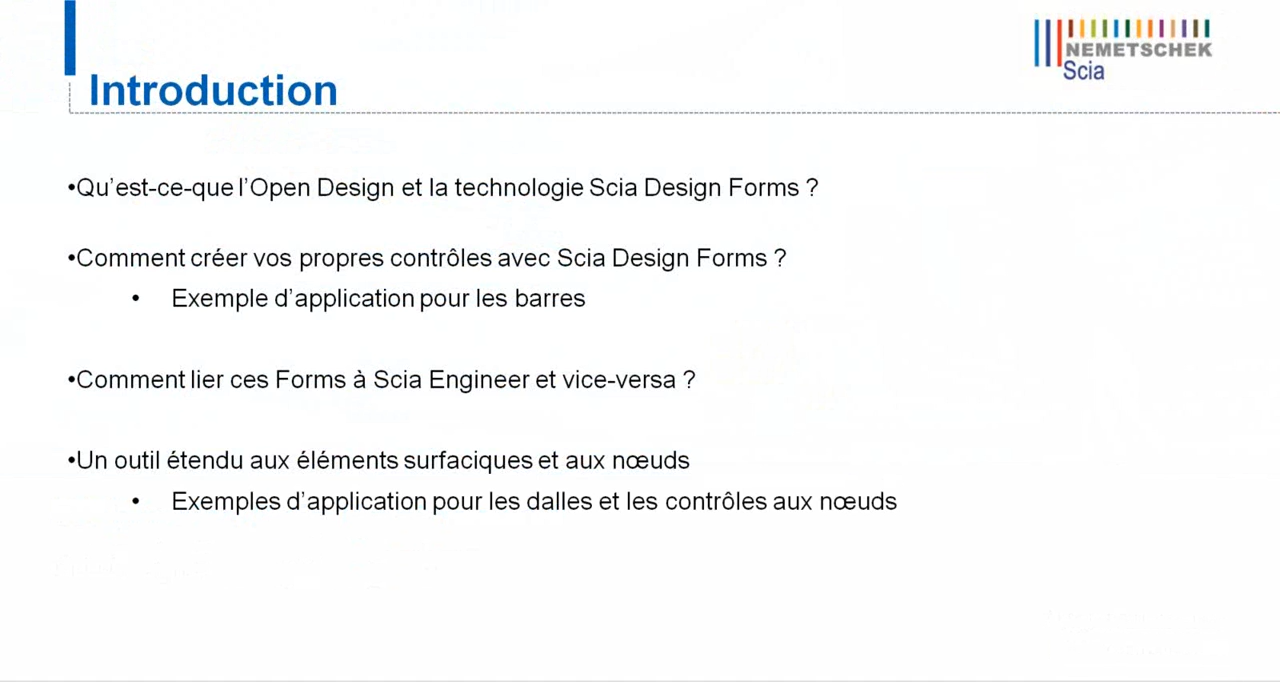 NEMETSCHEK
Scia
Introduction
•Qu'est-ce-que l'Open Design et la technologie Scia Design Forms ?
•Comment créer vos propres contrôles avec Scia Design Forms ?
• Exemple d'application pour les barres
•Comment lier ces Forms à Scia Engineer et vice-versa ?
•Un outil étendu aux éléments surfaciques et aux nœuds
• Exemples d'application pour les dalles et les contrôles aux nœuds